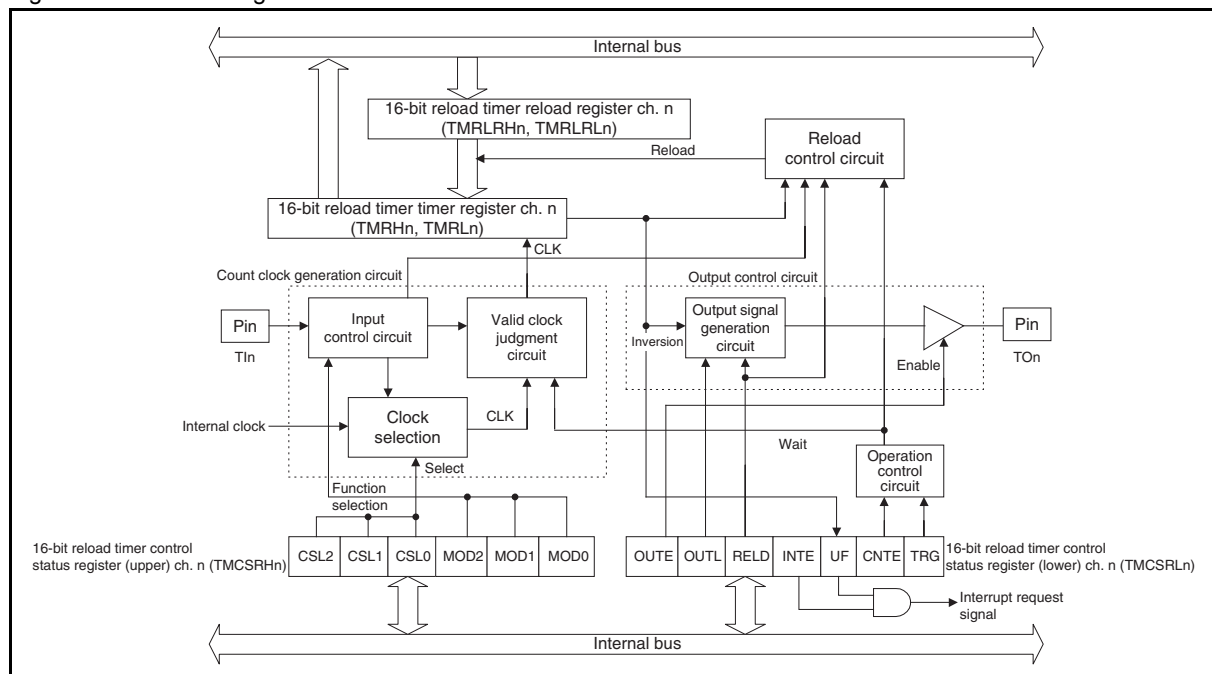 Internal bus
16-bit reload timer reload register ch. n
(TMRLRHn, TMRLRLn)
Reload
control circuit
Reload
16-bit reload timer timer register ch. n
(TMRHn, TMRLn)
CLK
Count clock generation circuit
Output control circuit
Pin
TIn
Input
control circuit
Valid clock
judgment
circuit
Inversion
Output signal
generation
circuit
Enable
Pin
TOn
Internal clock
Clock
selection
CLK
Select
Wait
Operation
control
circuit
Function
selection
16-bit reload timer control
status register (upper) ch. n (TMCSRHn)
CSL2 CSL1 CSL0 MOD2 MOD1 MOD0
OUTE OUTL RELD INTE UF CNTE TRG
16-bit reload timer control
status register (lower) ch. n (TMCSRLn)
Interrupt request
signal
Internal bus